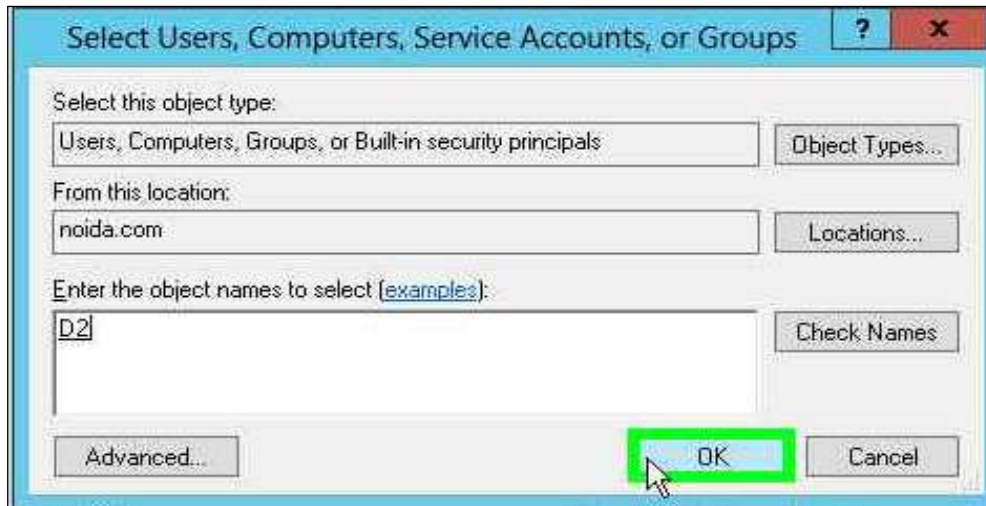 Select Users, Computers, Service Accounts, or Groups ? x
Select this object type:
Users, Computers, Groups, or Built-in security principals Object Types...
From this location:
noida.com Locations...
Enter the object names to select (examples):
D2 Check Names
Advanced... OK Cancel